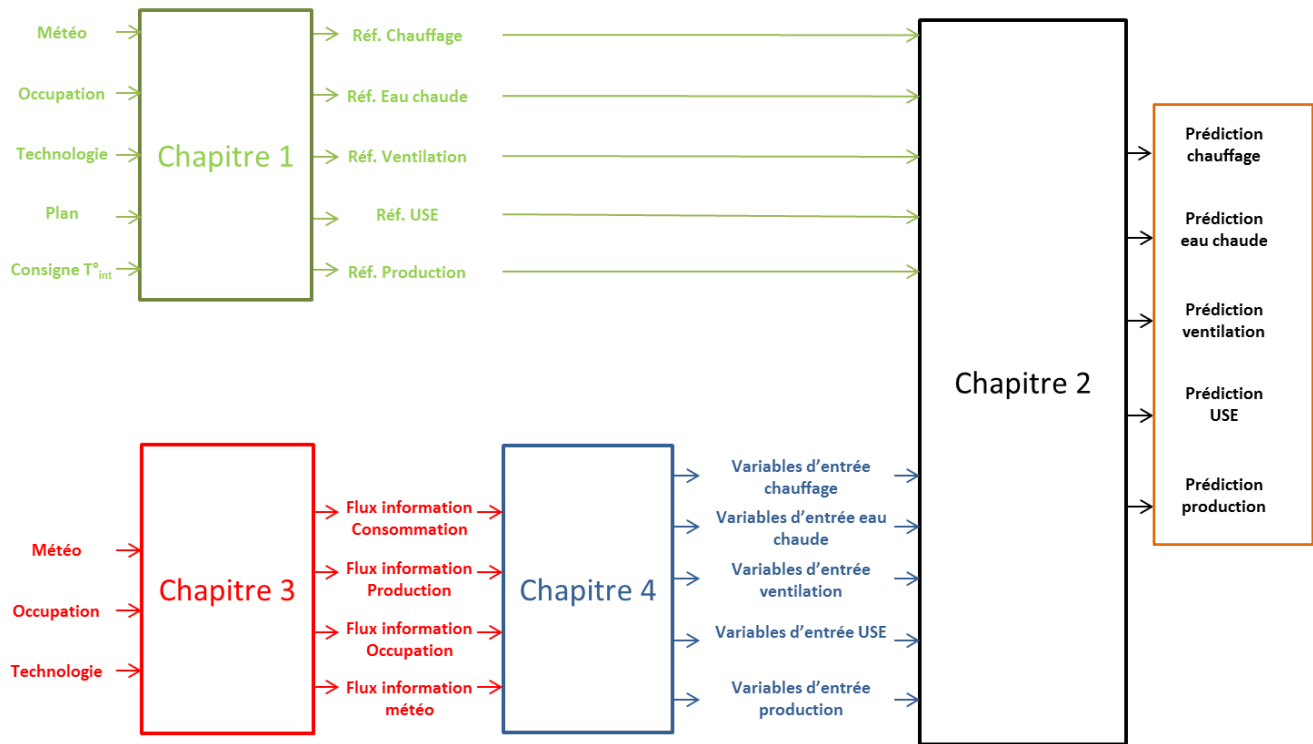 Météo
Occupation
Technologie
Plan
Consigne T°int
Chapitre 1
Réf. Chauffage
Réf. Eau chaude
Réf. Ventilation
Réf. USE
Réf. Production
Météo
Occupation
Technologie
Chapitre 3
Flux information
Consommation
Flux information
Production
Flux information
Occupation
Flux information
météo
Chapitre 4
Variables d’entrée
chauffage
Variables d’entrée eau
chaude
Variables d’entrée
ventilation
Variables d’entrée USE
Variables d’entrée
production
Chapitre 2
Prédiction
chauffage
Prédiction
eau chaude
Prédiction
ventilation
Prédiction
USE
Prédiction
production